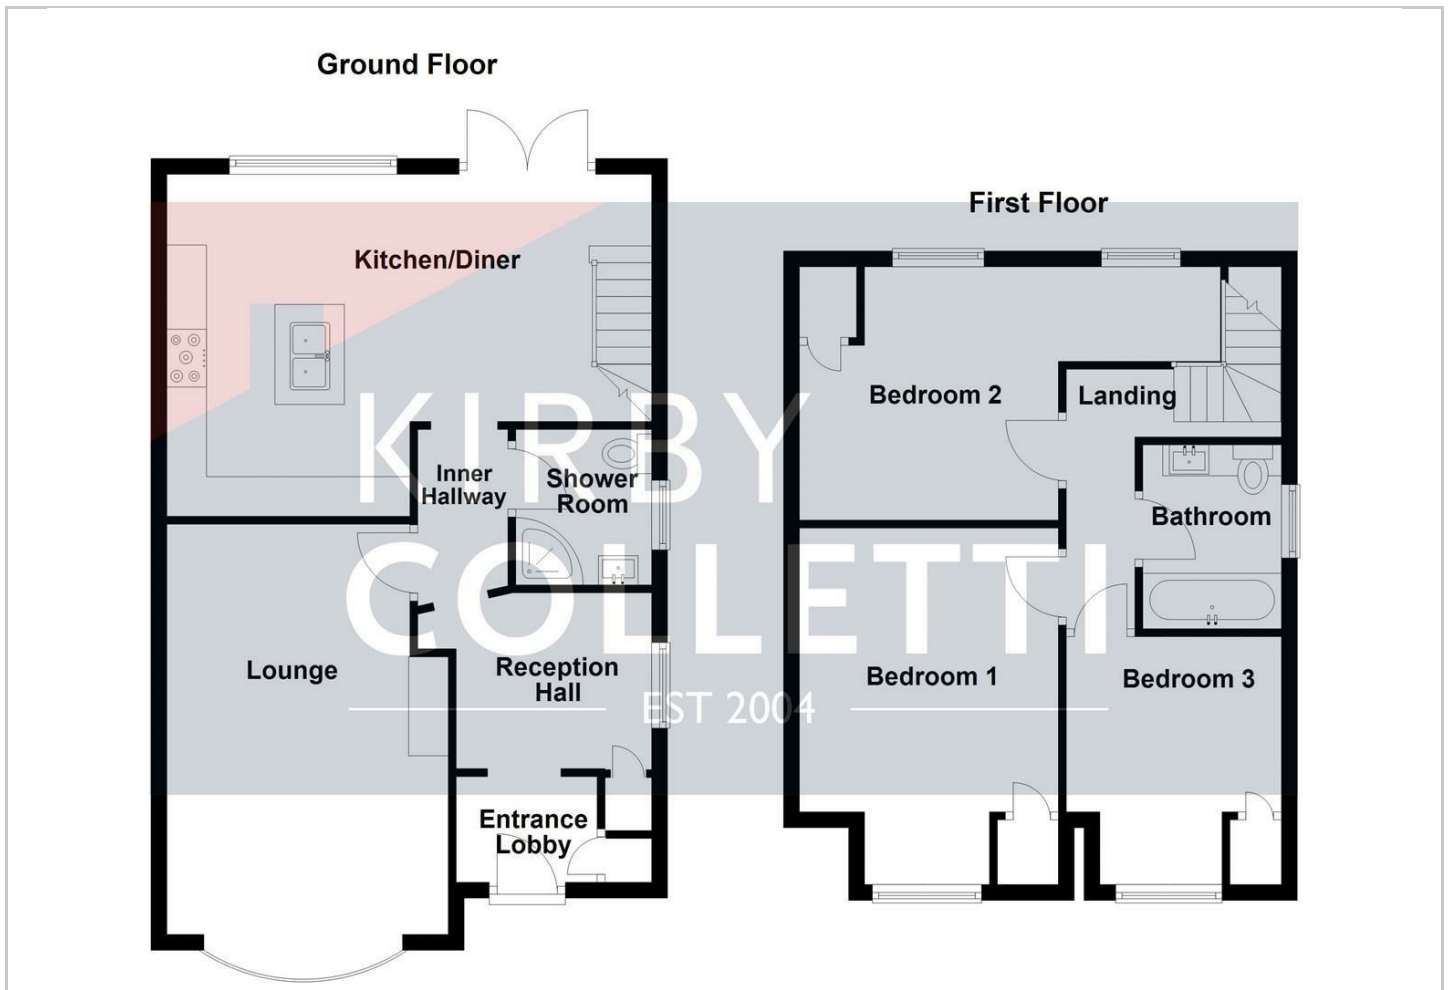 Ground Floor
Kitchen/Diner
Inner
Hallway
Shower
Room
Lounge
Reception
Hall
Entrance
Lobby
First Floor
Bedroom 2
Landing
Bathroom
Bedroom 1
Bedroom 3
KIRBY
COLLETTI
EST 2004